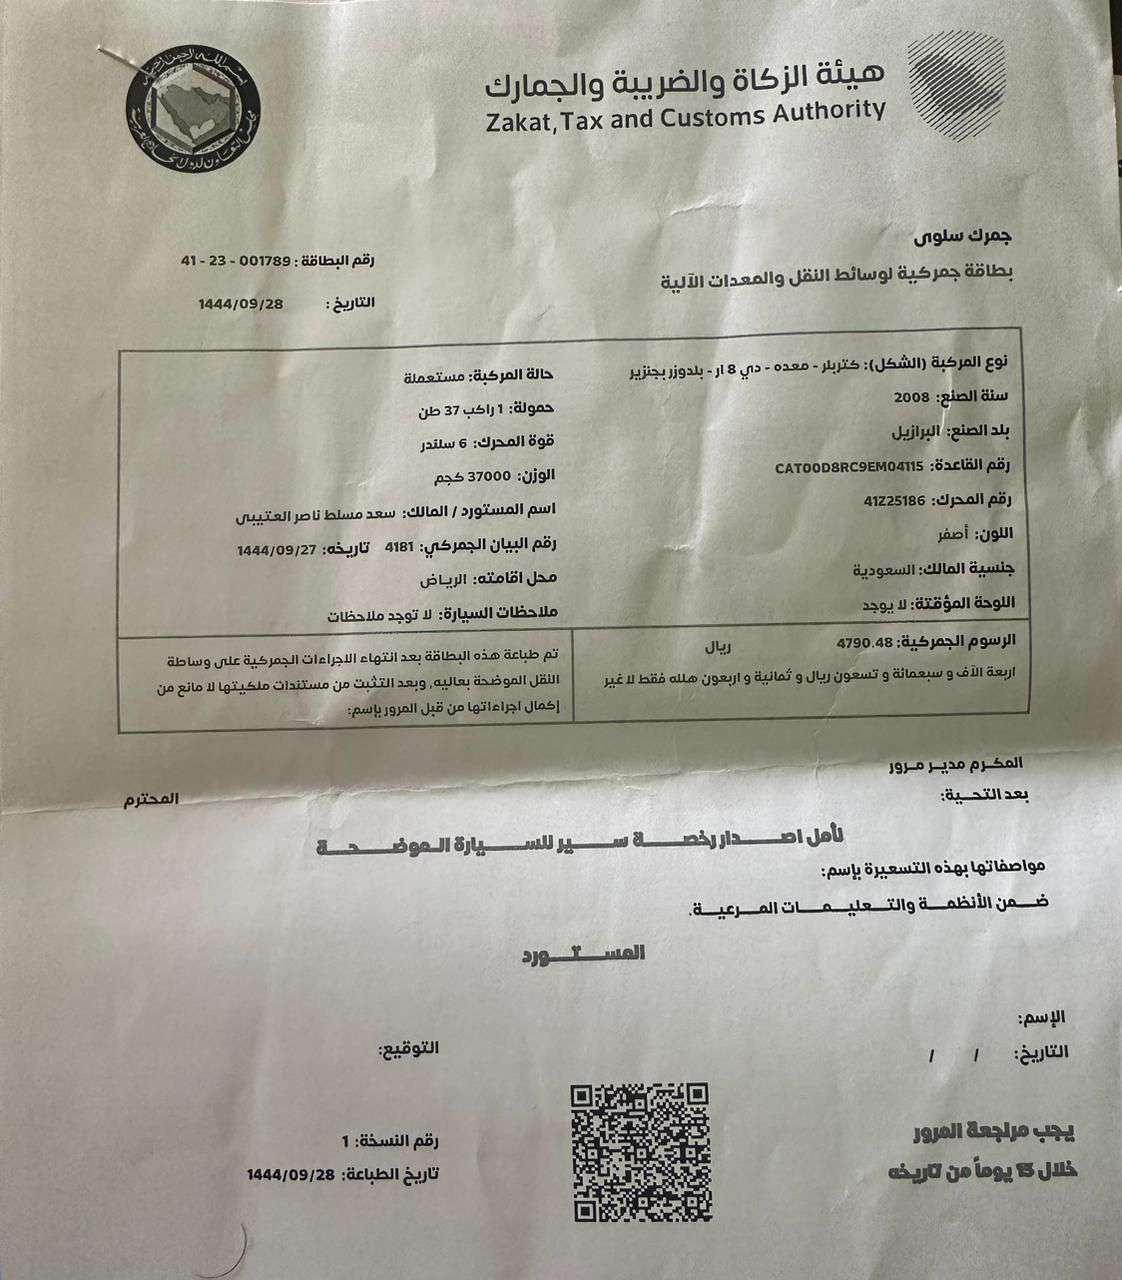 هيئة الزكاة والضريبة والجمارك
Zakat, Tax and Customs Authority
جمرك سلوى
رقم البطاقة : 001789 - 23 - 41
بطاقة جمركية لوسائط النقل والمعدات الآلية
التاريخ : 1444/09/28
نوع المركبة (الشكل): كتربلر - معده - دي 8 ار - بلدوزر بجنزير
حالة المركبة: مستعملة
سنة الصنع: 2008
حمولة: 1 راكب 37 طن
بلد الصنع: البرازيل
قوة المحرك: 6 سلندر
رقم القاعدة: CAT00D8RC9EM04115
الوزن: 37000 كجم
رقم المحرك: 41Z25186
اسم المستورد / المالك: سعد مسلط ناصر العتيبي
اللون: أصفر
رقم البيان الجمركي: 4181 تاريخه: 1444/09/27
جنسية المالك: السعودية
محل اقامته: الرياض
اللوحة المؤقتة: لا يوجد
ملاحظات السيارة: لا توجد ملاحظات
الرسوم الجمركية: 4790.48 ريال
اربعة الآف و سبعمائة و تسعون ريال و ثمانية و اربعون هلله فقط لا غير
تم طباعة هذه البطاقة بعد انتهاء الاجراءات الجمركية على وساطة
النقل الموضحة بعاليه, وبعد التثبت من مستندات ملكيتها لا مانع من
إكمال اجراءاتها من قبل المرور بإسم:
المكرم مدير مرور
المحترم
بعد التحية:
نأمل اصدار رخصة سير للسيارة الموضحة
مواصفاتها بهذه التسعيرة بإسم:
ضمن الأنظمة والتعليمات المرعية.
المستورد
الإسم:
التاريخ: / /
التوقيع:
يجب مراجعة المرور
خلال 15 يوماً من تاريخه
رقم النسخة: 1
تاريخ الطباعة: 1444/09/28